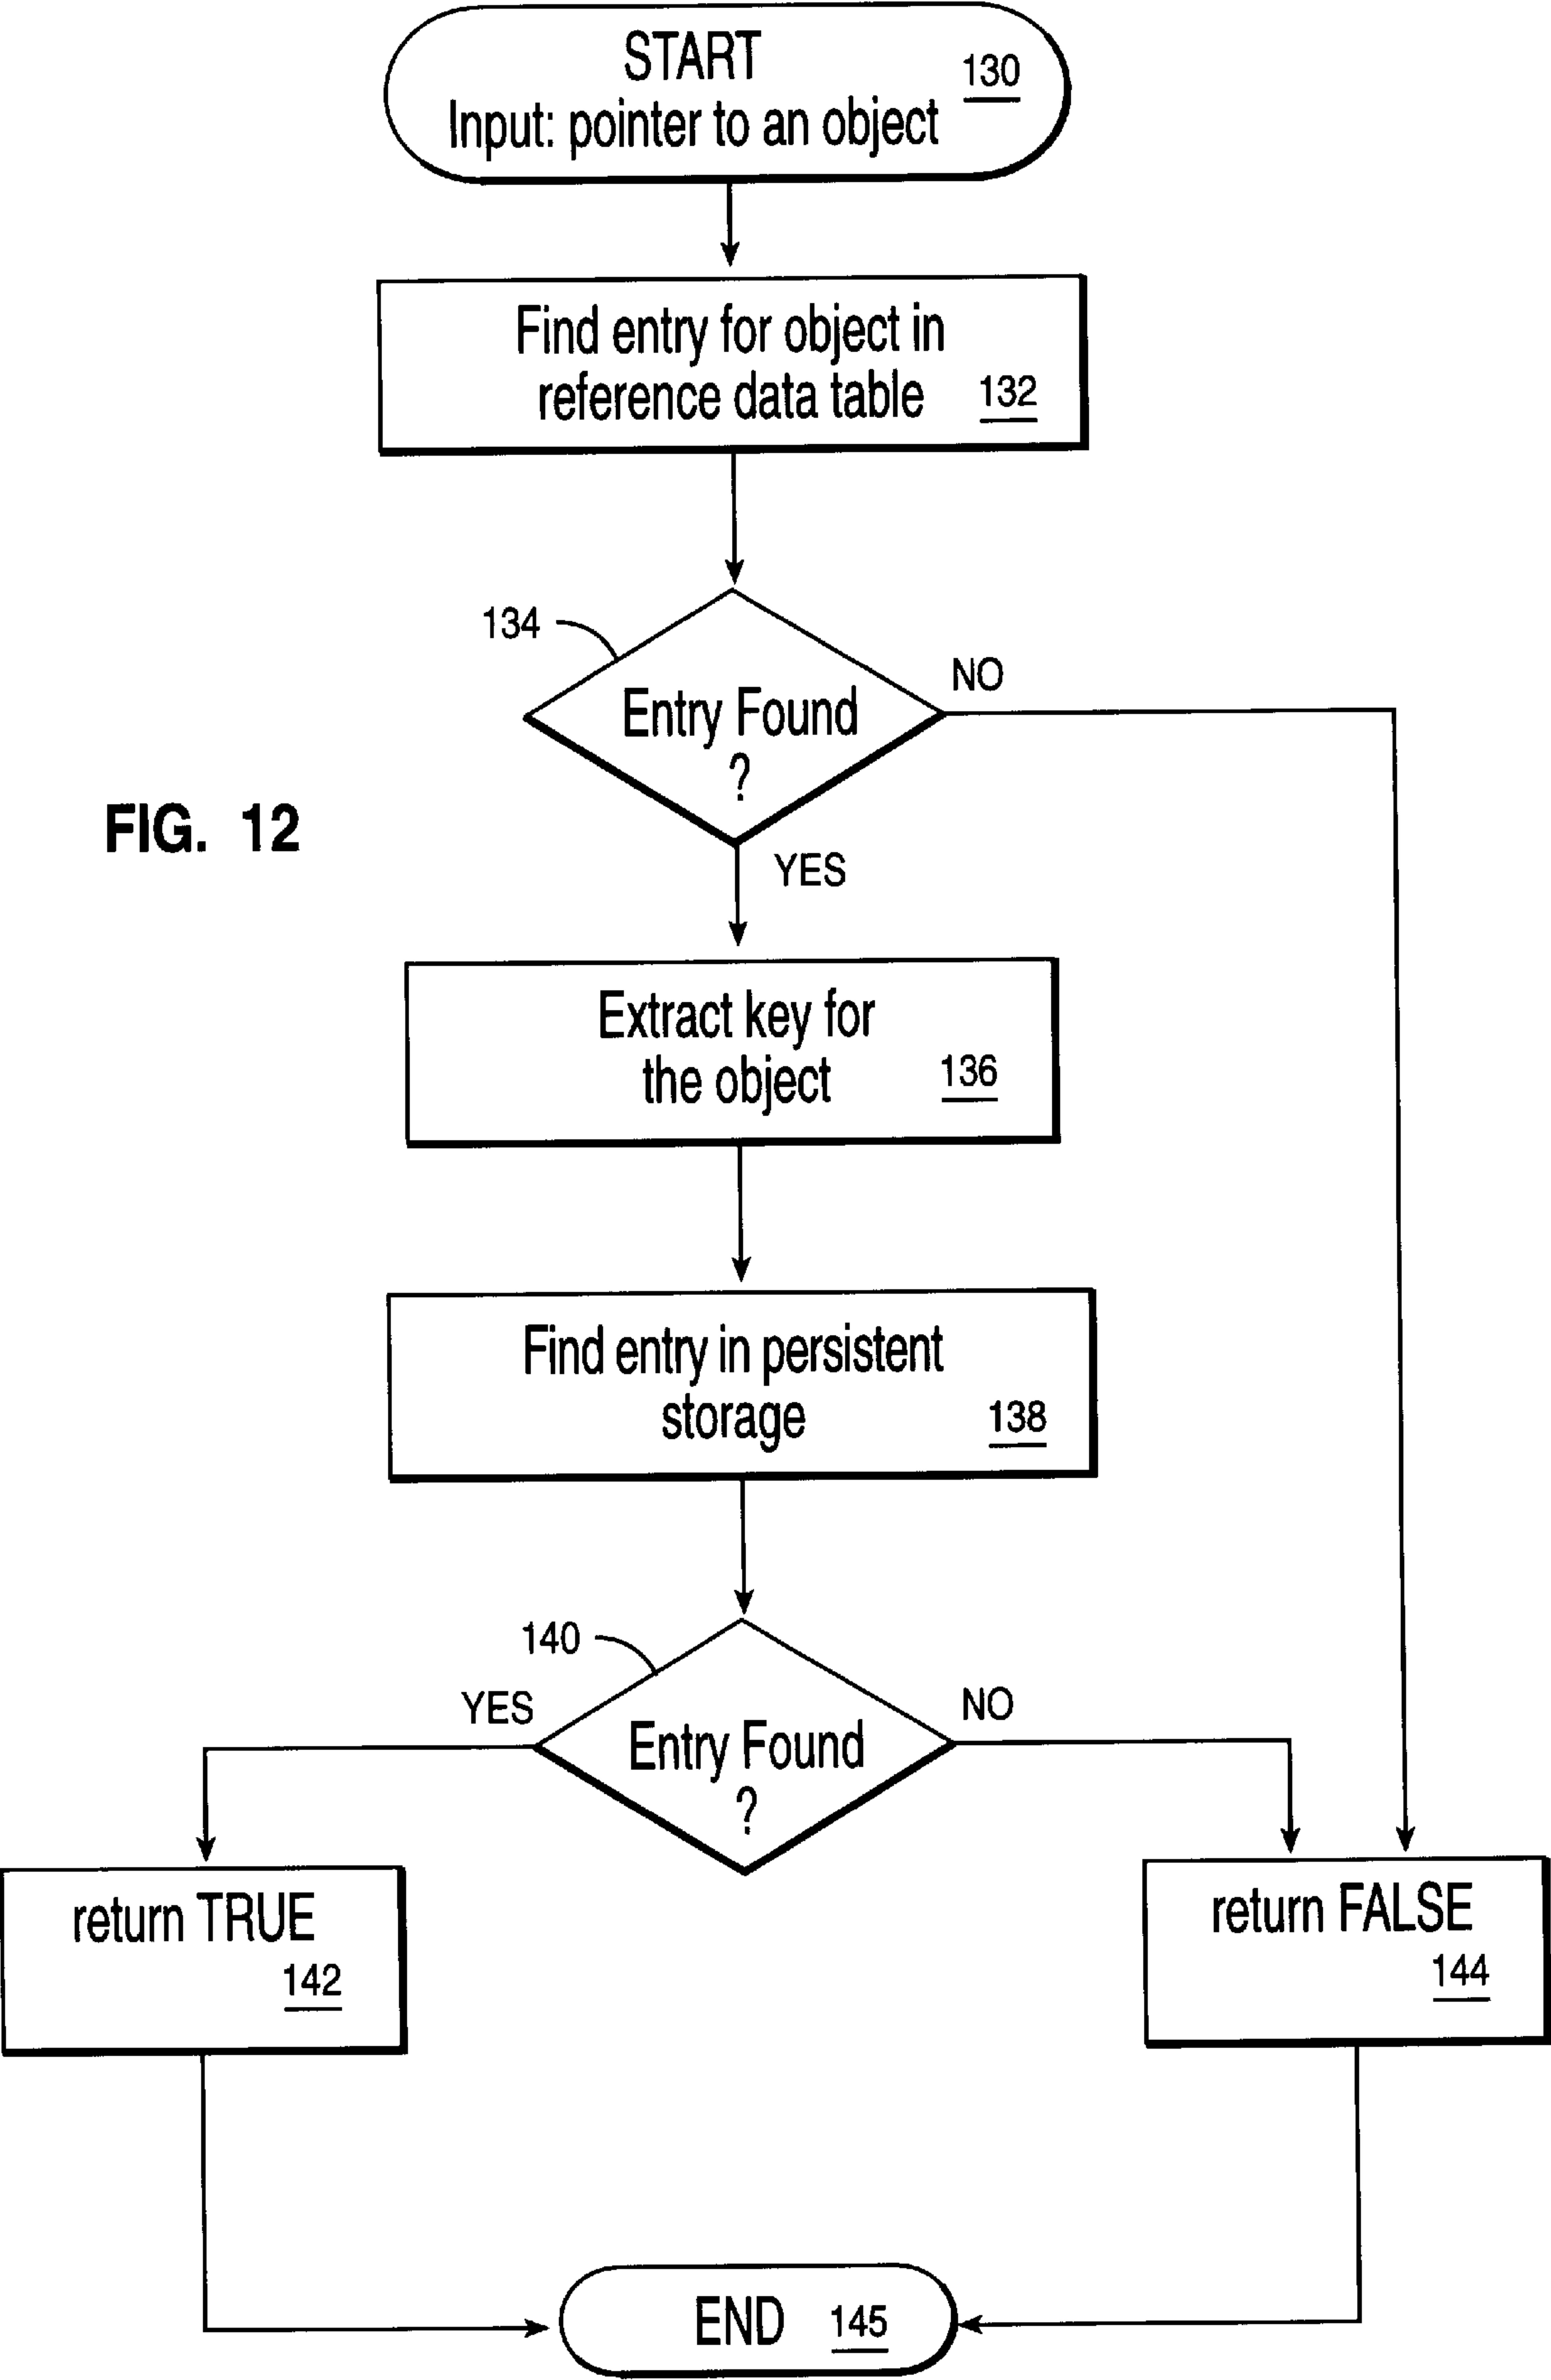 START
130
Input: pointer to an object
Find entry for object in
reference data table
132
134
Entry Found
?
NO
FIG. 12
YES
Extract key for
the object
136
Find entry in persistent
storage
138
140
YES
Entry Found
?
NO
return TRUE
142
return FALSE
144
END
145